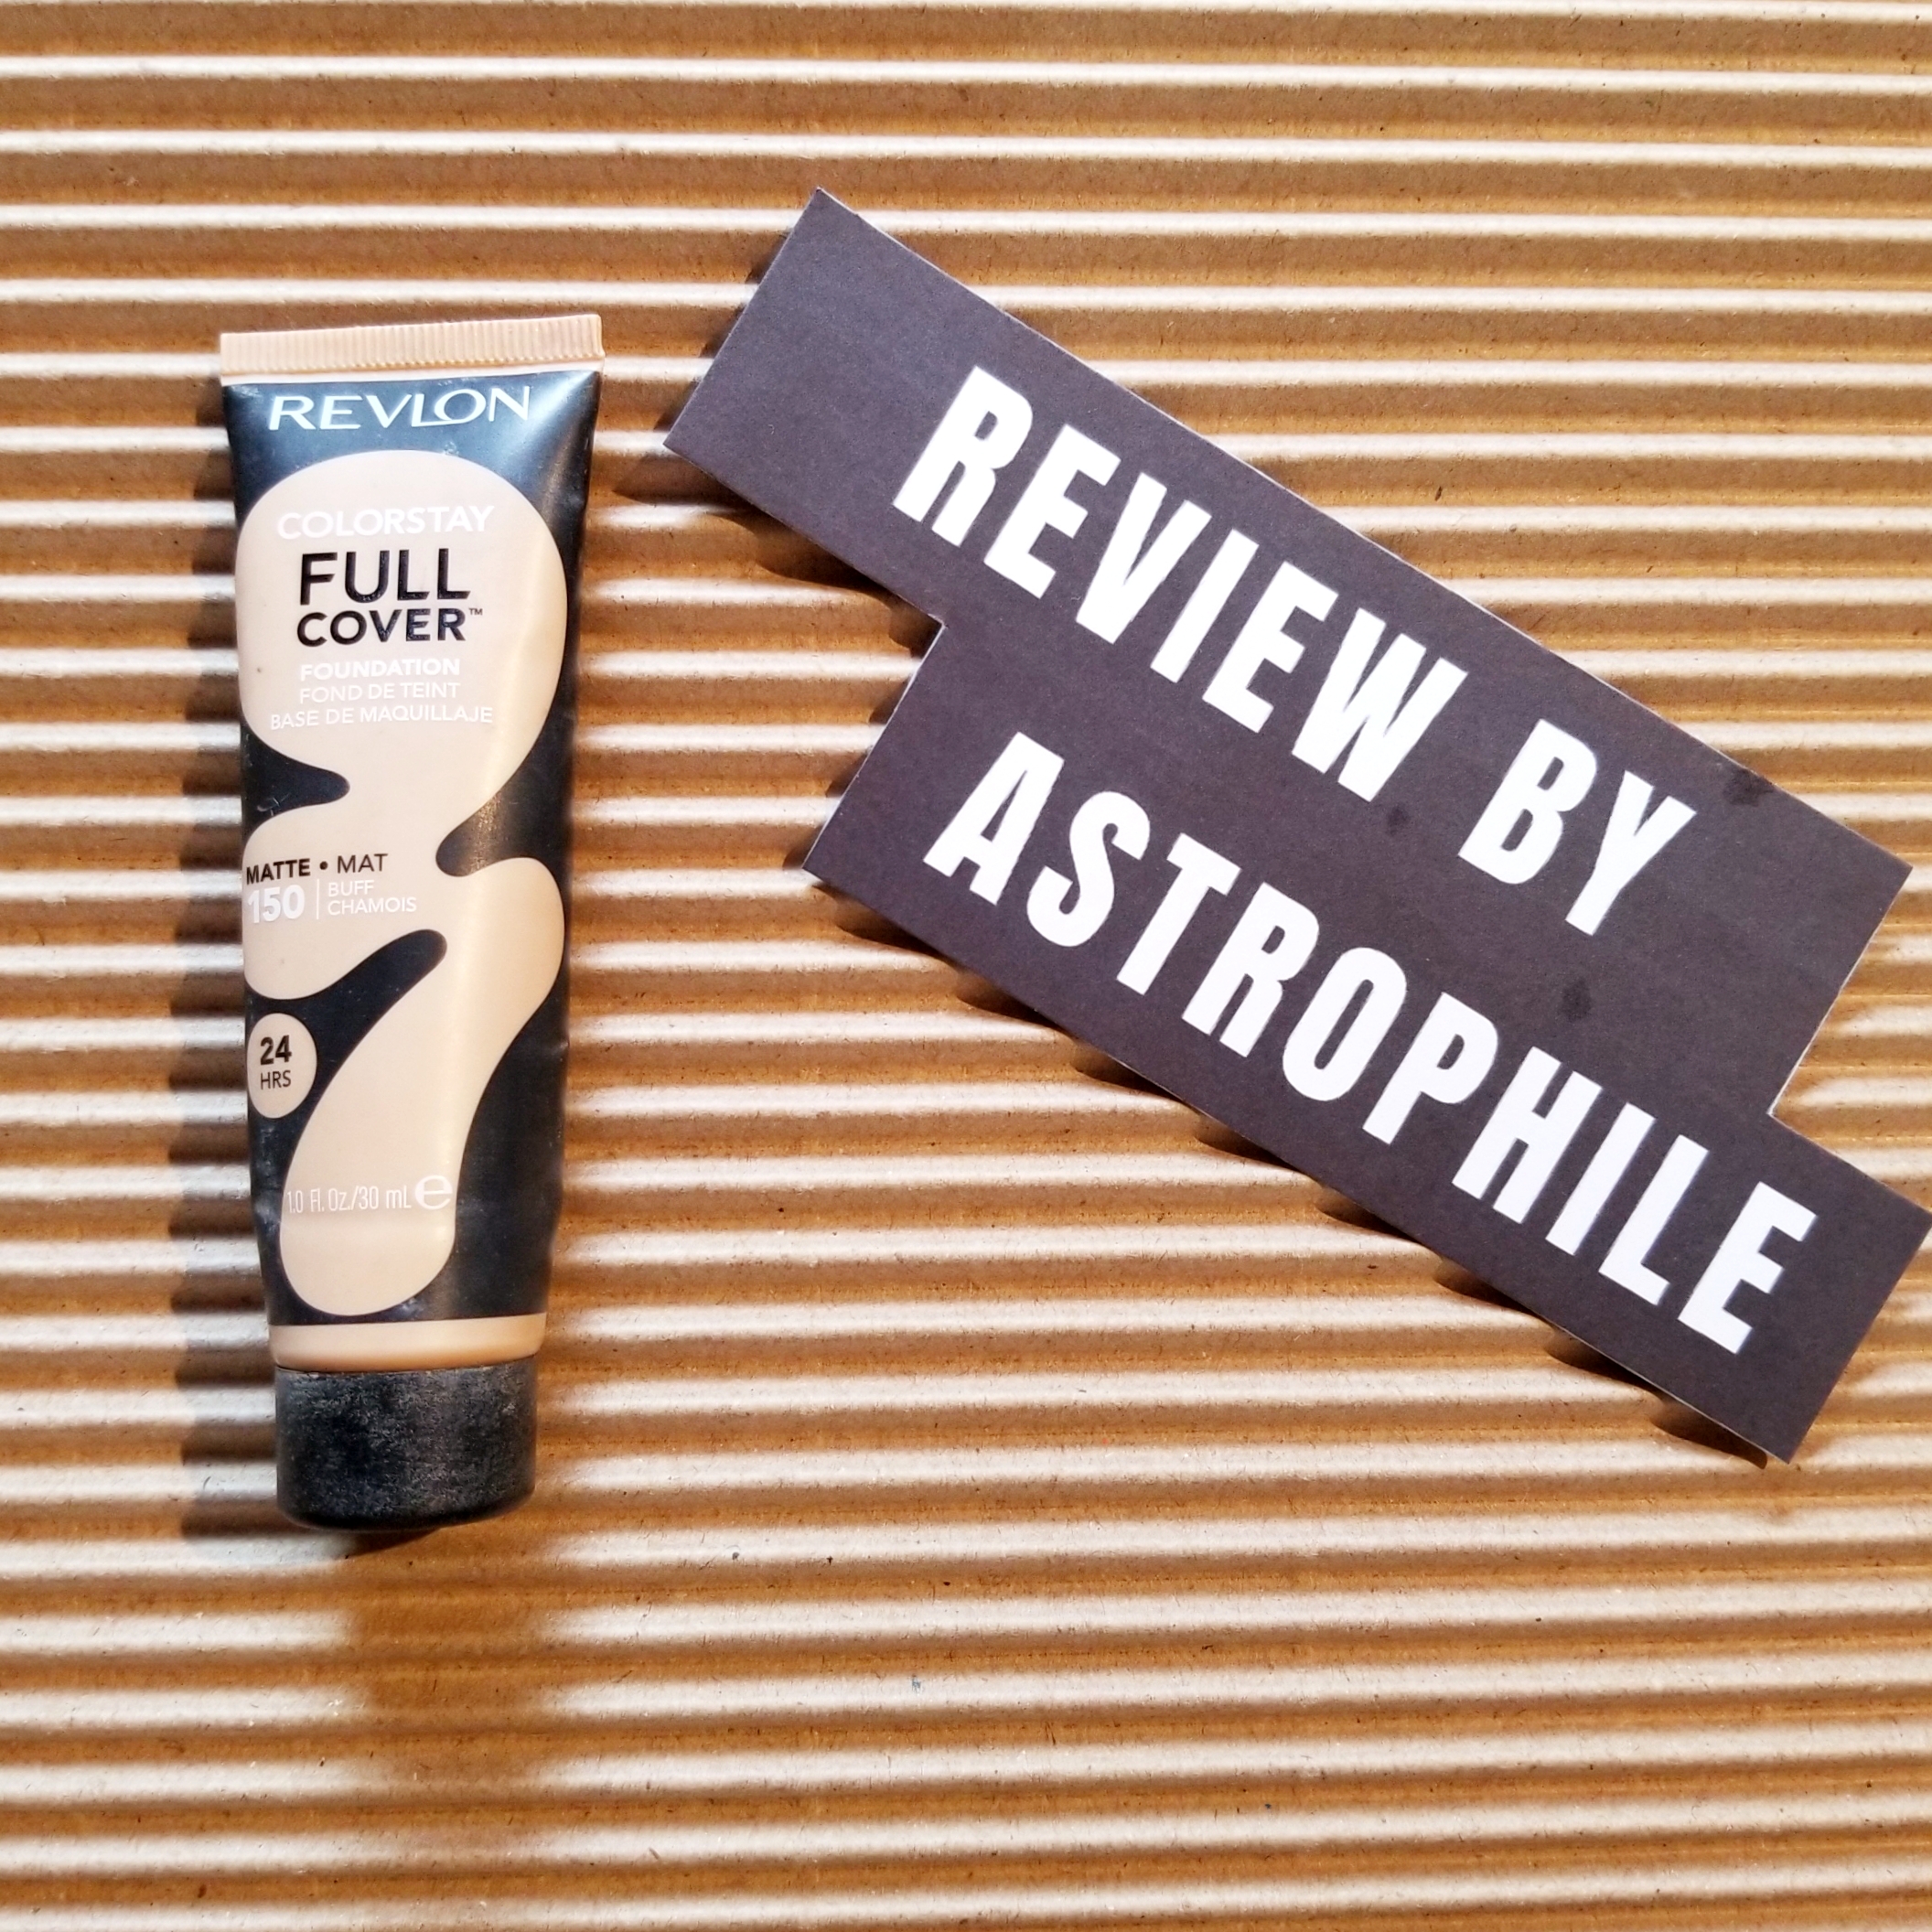 REVLON
COLORSTAY
FULL
COVER™
FOUNDATION
FOND DE TEINT
BASE DE MAQUILLAJE
MATTE • MAT
150 | BUFF
CHAMOIS
24
HRS
1.0 Fl. Oz./30 mL e
REVIEW BY
ASTROPHILE